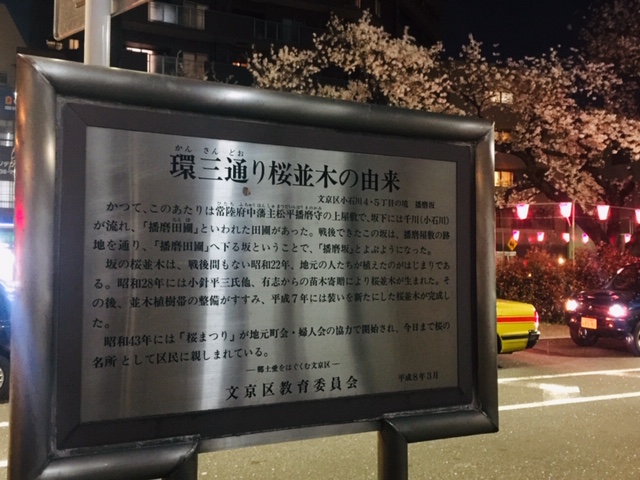 かん さん どお
環三通り桜並木の由来
文京区小石川4・5丁目の境 播磨坂
かつて、このあたりは常陸府中藩主松平播磨守の上屋敷で、坂下には千川(小石川)
が流れ、「播磨田圃」といわれた田圃があった。戦後できたこの坂は、播磨屋敷の跡
地を通り、「播磨田圃」へ下る坂ということで、「播磨坂」とよぶようになった。
坂の桜並木は、戦後間もない昭和22年、地元の人たちが植えたのがはじまりであ
る。昭和28年には小針平三氏他、有志からの苗木寄贈により桜並木が生まれた。そ
の後、並木植樹帯の整備がすすみ、平成7年には装いを新たにした桜並木が完成し
た。
昭和43年には「桜まつり」が地元町会・婦人会の協力で開始され、今日まで桜の
名所として区民に親しまれている。
―郷土愛をはぐくむ文京区―
文京区教育委員会 平成8年3月